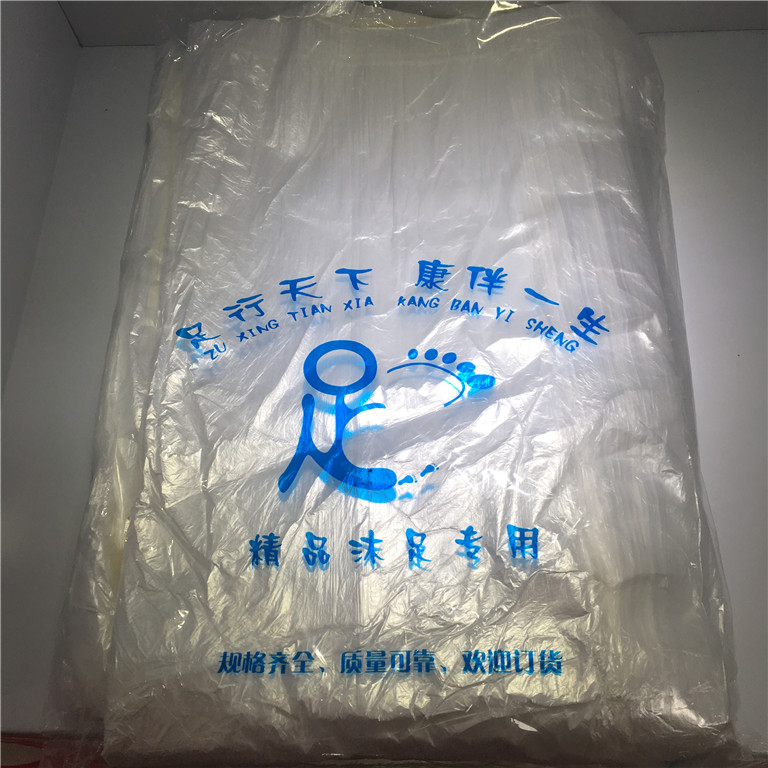 足行天下 康伴一生
ZU XING TIAN XIA KANG BAN YI SHENG
足
精品沫足专用
规格齐全、质量可靠、欢迎订货